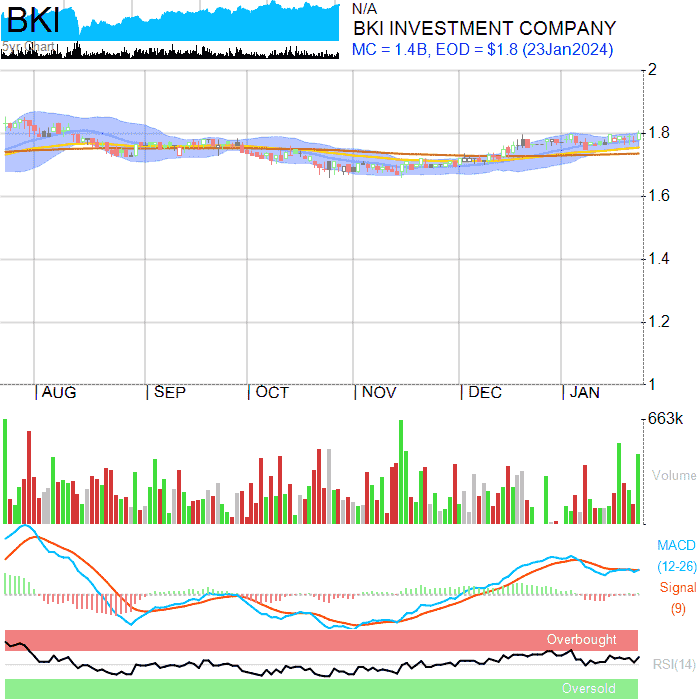 BKI
5yr Chart
N/A
BKI INVESTMENT COMPANY
MC = 1.4B, EOD = $1.8 (23Jan2024)
2
1.8
1.6
1.4
1.2
1
| AUG | SEP | OCT | NOV | DEC | JAN
663k
Volume
MACD
(12-26)
Signal
(9)
Overbought
RSI(14)
Oversold